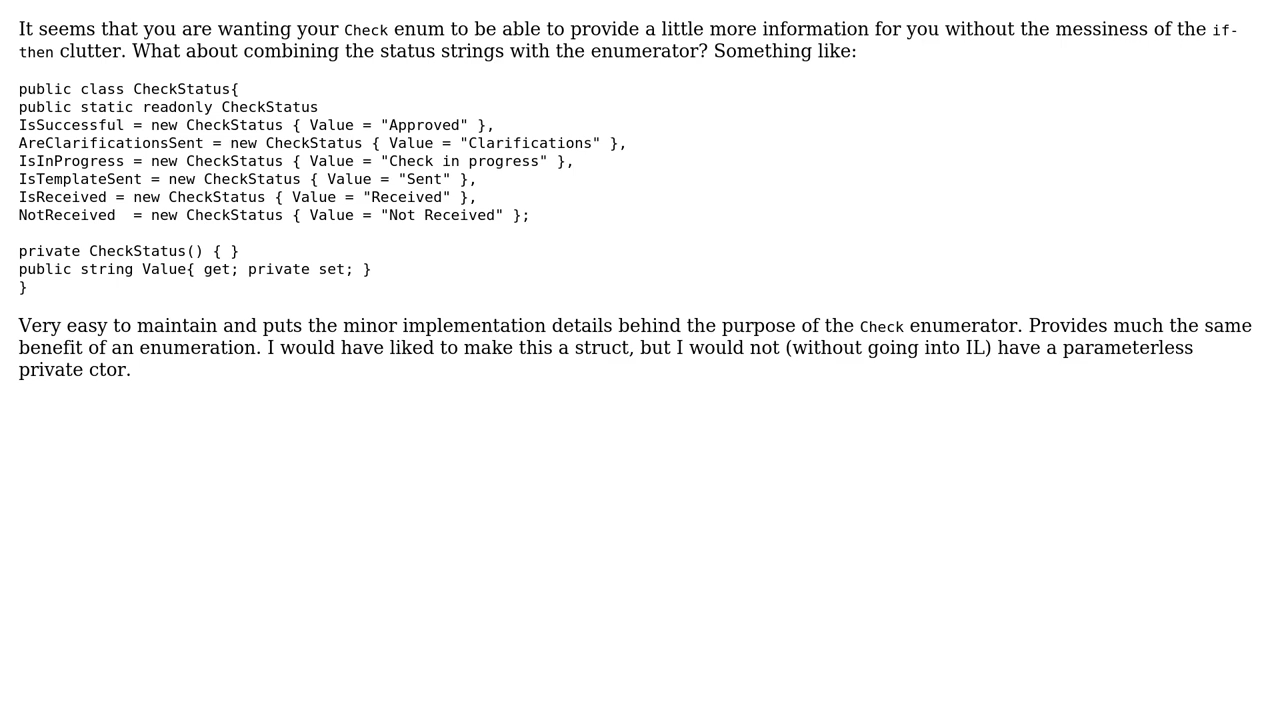 It seems that you are wanting your Check enum to be able to provide a little more information for you without the messiness of the if-
then clutter. What about combining the status strings with the enumerator? Something like:
public class CheckStatus{
public static readonly CheckStatus
IsSuccessful = new CheckStatus { Value = "Approved" },
AreClarificationsSent = new CheckStatus { Value = "Clarifications" },
IsInProgress = new CheckStatus { Value = "Check in progress" },
IsTemplateSent = new CheckStatus { Value = "Sent" },
IsReceived = new CheckStatus { Value = "Received" },
NotReceived  = new CheckStatus { Value = "Not Received" };
private CheckStatus() { }
public string Value{ get; private set; }
}
Very easy to maintain and puts the minor implementation details behind the purpose of the Check enumerator. Provides much the same
benefit of an enumeration. I would have liked to make this a struct, but I would not (without going into IL) have a parameterless
private ctor.